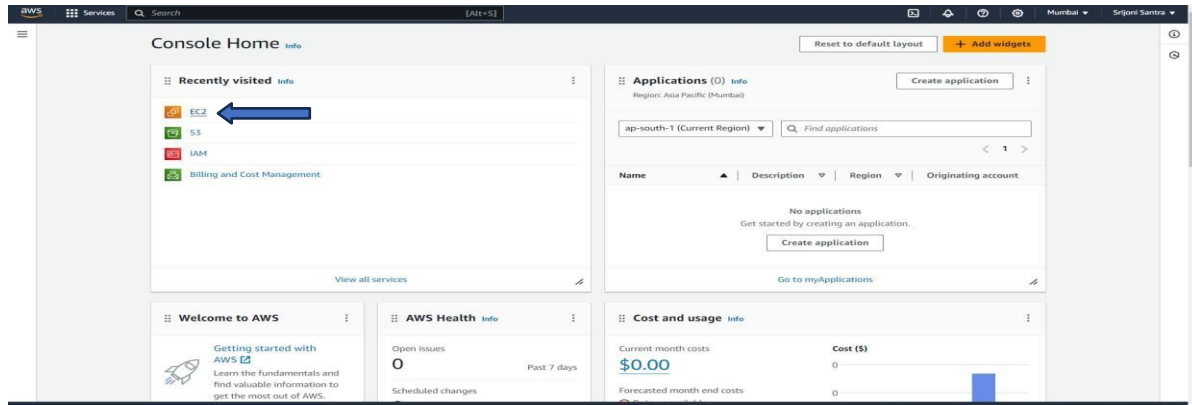 aws
Services
Search
[Alt+S]
Mumbai
Srijoni Santra
Console Home Info
Reset to default layout
+ Add widgets
Recently visited Info
EC2
S3
IAM
Billing and Cost Management
View all services
Applications (0) Info
Region: Asia Pacific (Mumbai)
Create application
ap-south-1 (Current Region)
Find applications
< 1 >
Name Description Region Originating account
No applications
Get started by creating an application.
Create application
Go to myApplications
Welcome to AWS
Getting started with
AWS
Learn the fundamentals and
find valuable information to
get the most out of AWS.
AWS Health Info
Open issues
0 Past 7 days
Scheduled changes
Cost and usage Info
Current month costs
$0.00
Forecasted month end costs
Cost ($)
0
0